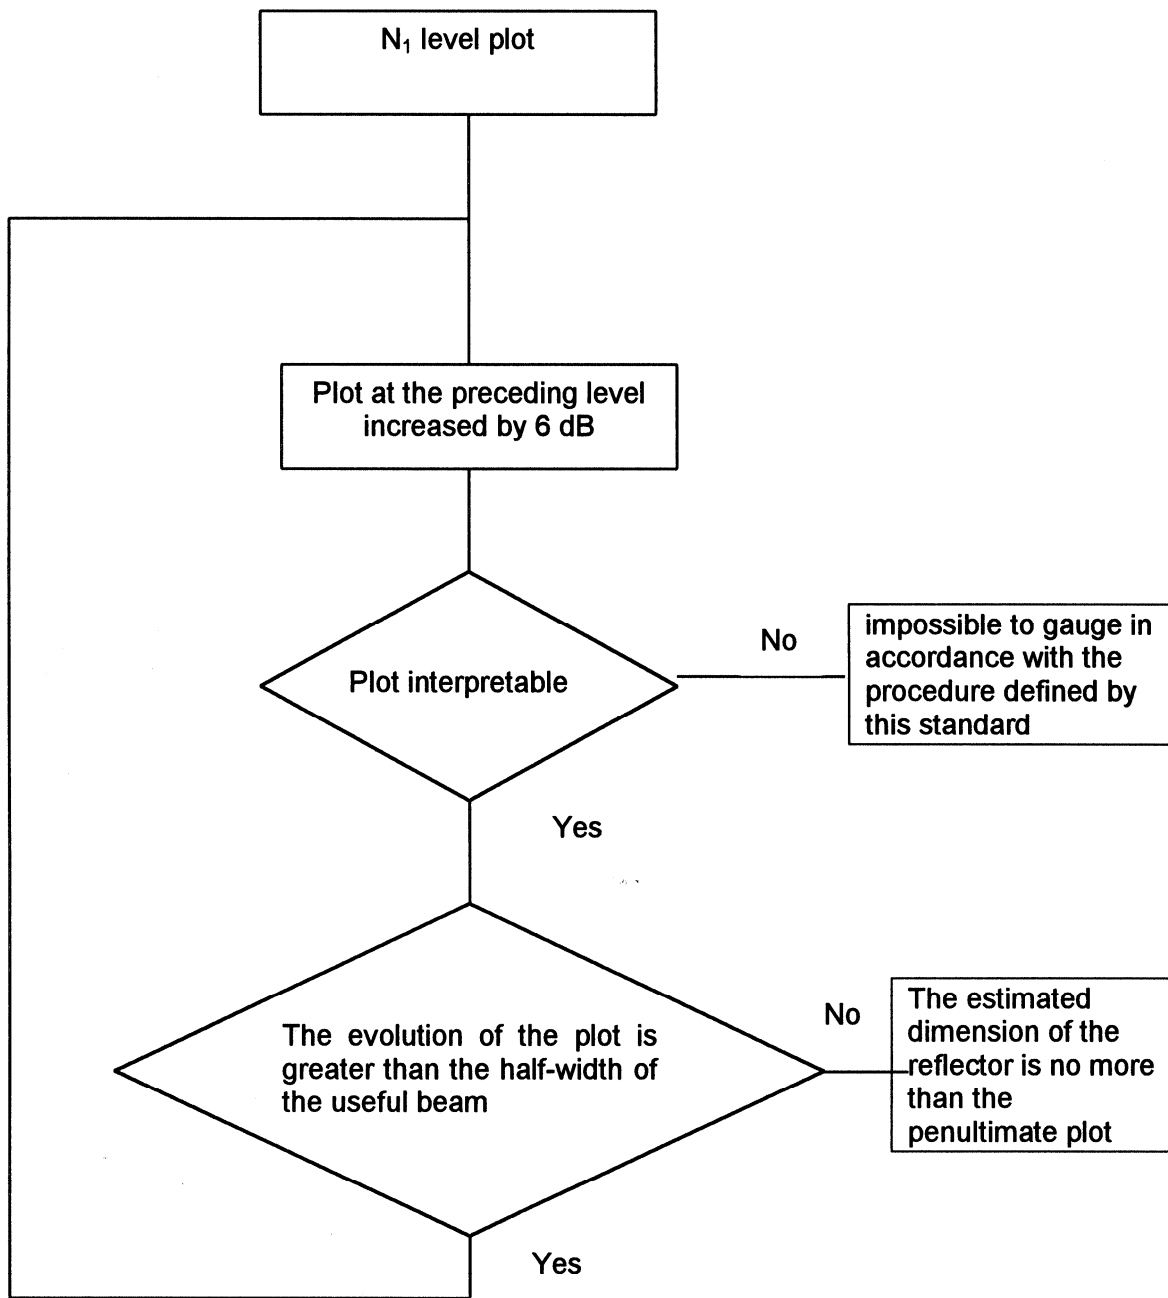 N₁ level plot
Plot at the preceding level
increased by 6 dB
Plot interpretable
No
impossible to gauge in
accordance with the
procedure defined by
this standard
Yes
The evolution of the plot is
greater than the half-width of
the useful beam
No
The estimated
dimension of the
reflector is no more
than the
penultimate plot
Yes